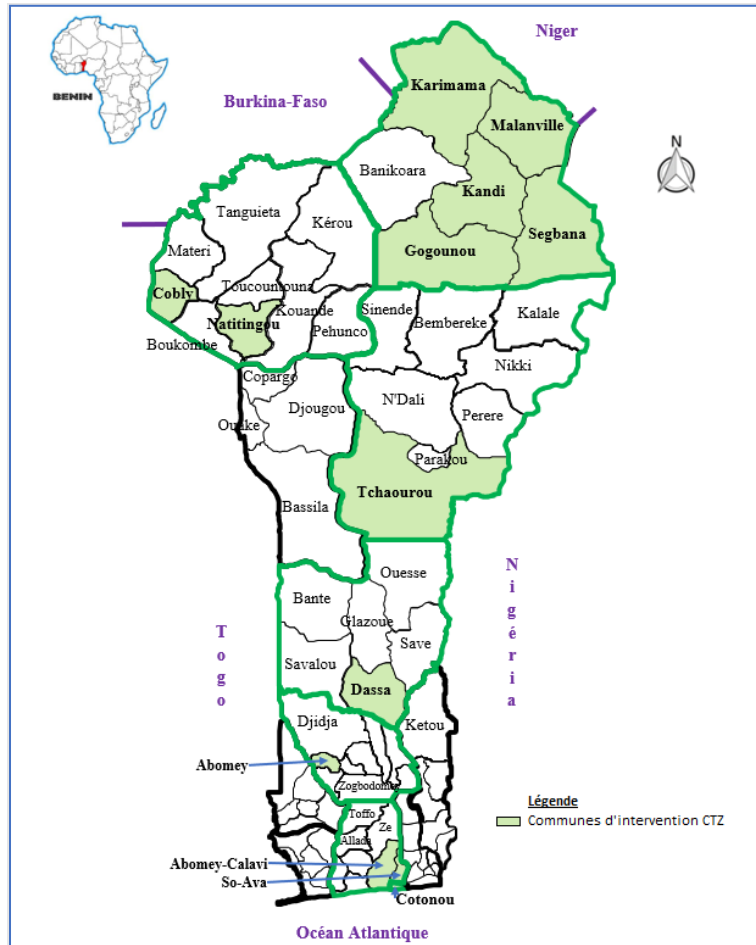 Niger
BENIN
Burkina-Faso
Karimama
Malanville
N
Banikoara
Kandi
Tanguieta
Kérou
Segbana
Materi
Gogounou
Cobly
Toucountouna
Natitingou
Kouande
Sinende
Kalale
Bembereke
Boukombe
Pehunco
Nikki
Copargo
Djougou
N'Dali
Perere
Ouake
Parakou
Tchaourou
Bassila
Ouesse
Bante
Glazoue
Save
Savalou
Dassa
Togo
Nigéria
Djidja
Ketou
Abomey
Zogbodomey
Légende
Communes d'intervention CTZ
Toffo
Ze
Allada
Abomey-Calavi
So-Ava
Cotonou
Océan Atlantique